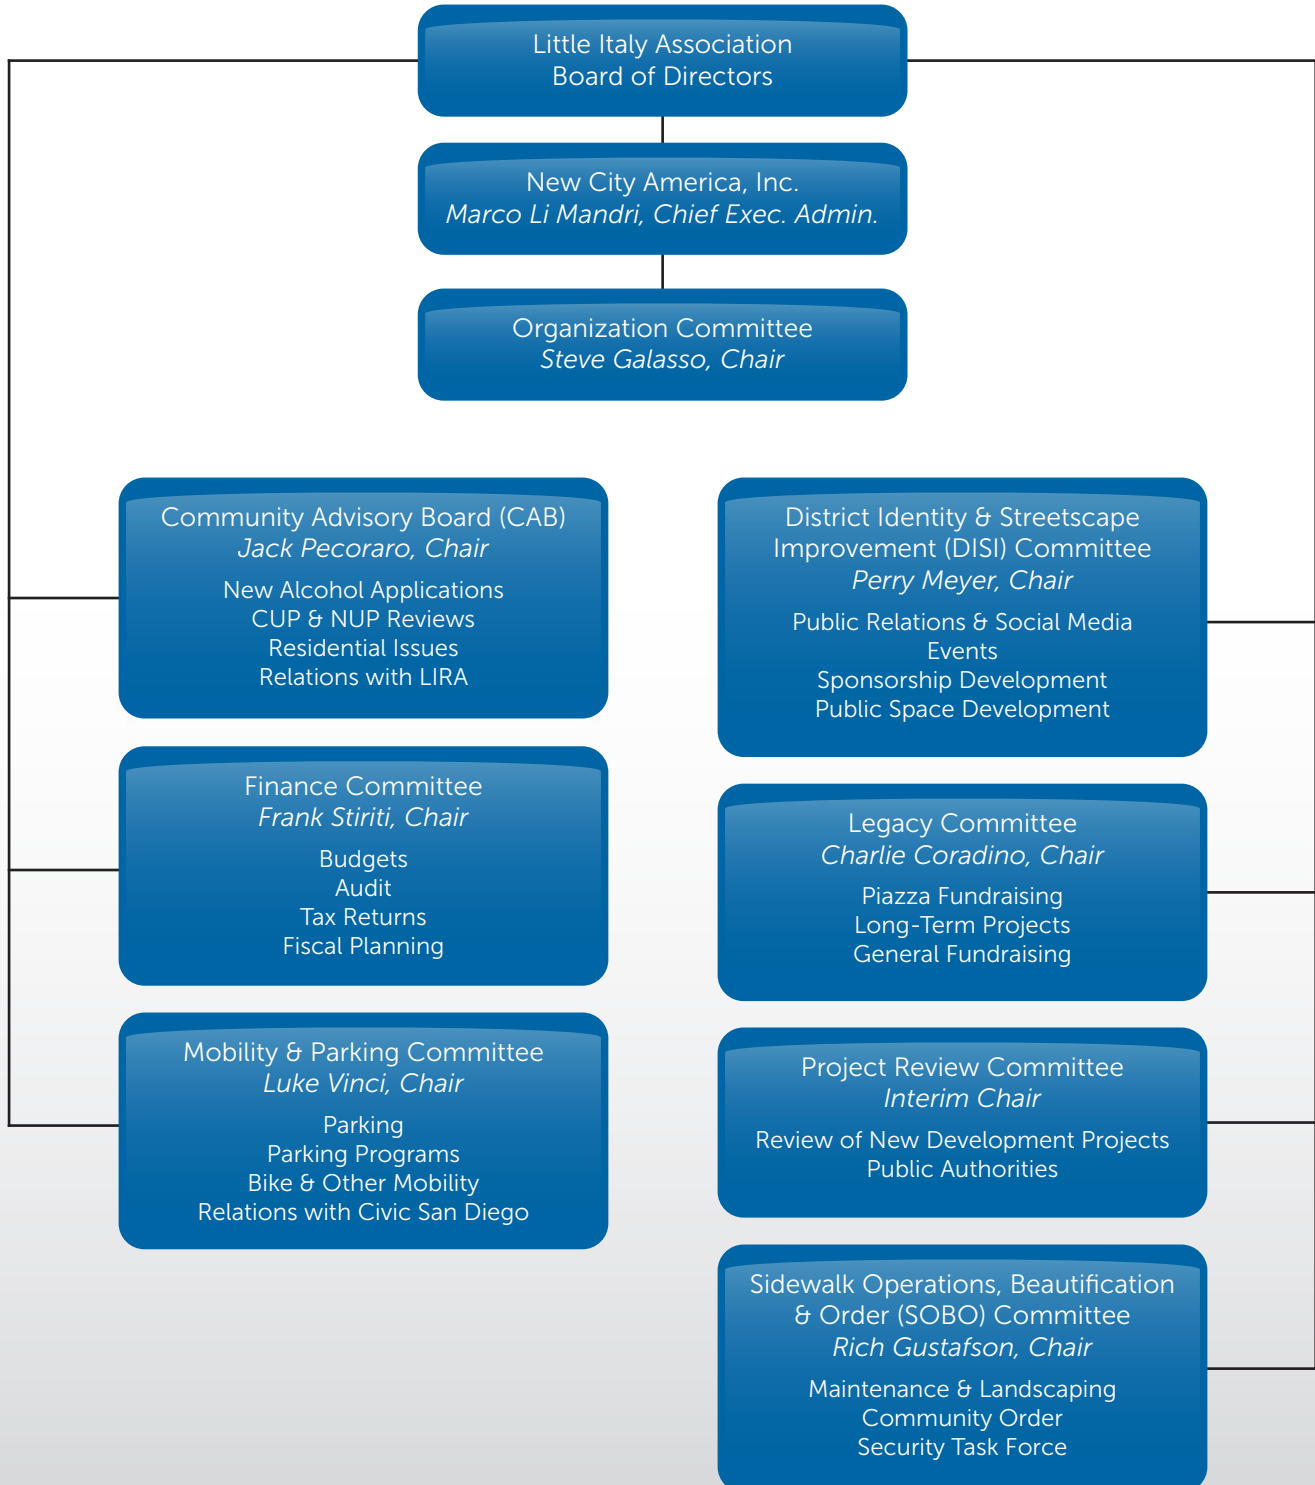 Little Italy Association
Board of Directors
New City America, Inc.
Marco Li Mandri, Chief Exec. Admin.
Organization Committee
Steve Galasso, Chair
Community Advisory Board (CAB)
Jack Pecoraro, Chair
New Alcohol Applications
CUP & NUP Reviews
Residential Issues
Relations with LIRA
Finance Committee
Frank Stiriti, Chair
Budgets
Audit
Tax Returns
Fiscal Planning
Mobility & Parking Committee
Luke Vinci, Chair
Parking
Parking Programs
Bike & Other Mobility
Relations with Civic San Diego
District Identity & Streetscape
Improvement (DISI) Committee
Perry Meyer, Chair
Public Relations & Social Media
Events
Sponsorship Development
Public Space Development
Legacy Committee
Charlie Coradino, Chair
Piazza Fundraising
Long-Term Projects
General Fundraising
Project Review Committee
Interim Chair
Review of New Development Projects
Public Authorities
Sidewalk Operations, Beautification
& Order (SOBO) Committee
Rich Gustafson, Chair
Maintenance & Landscaping
Community Order
Security Task Force